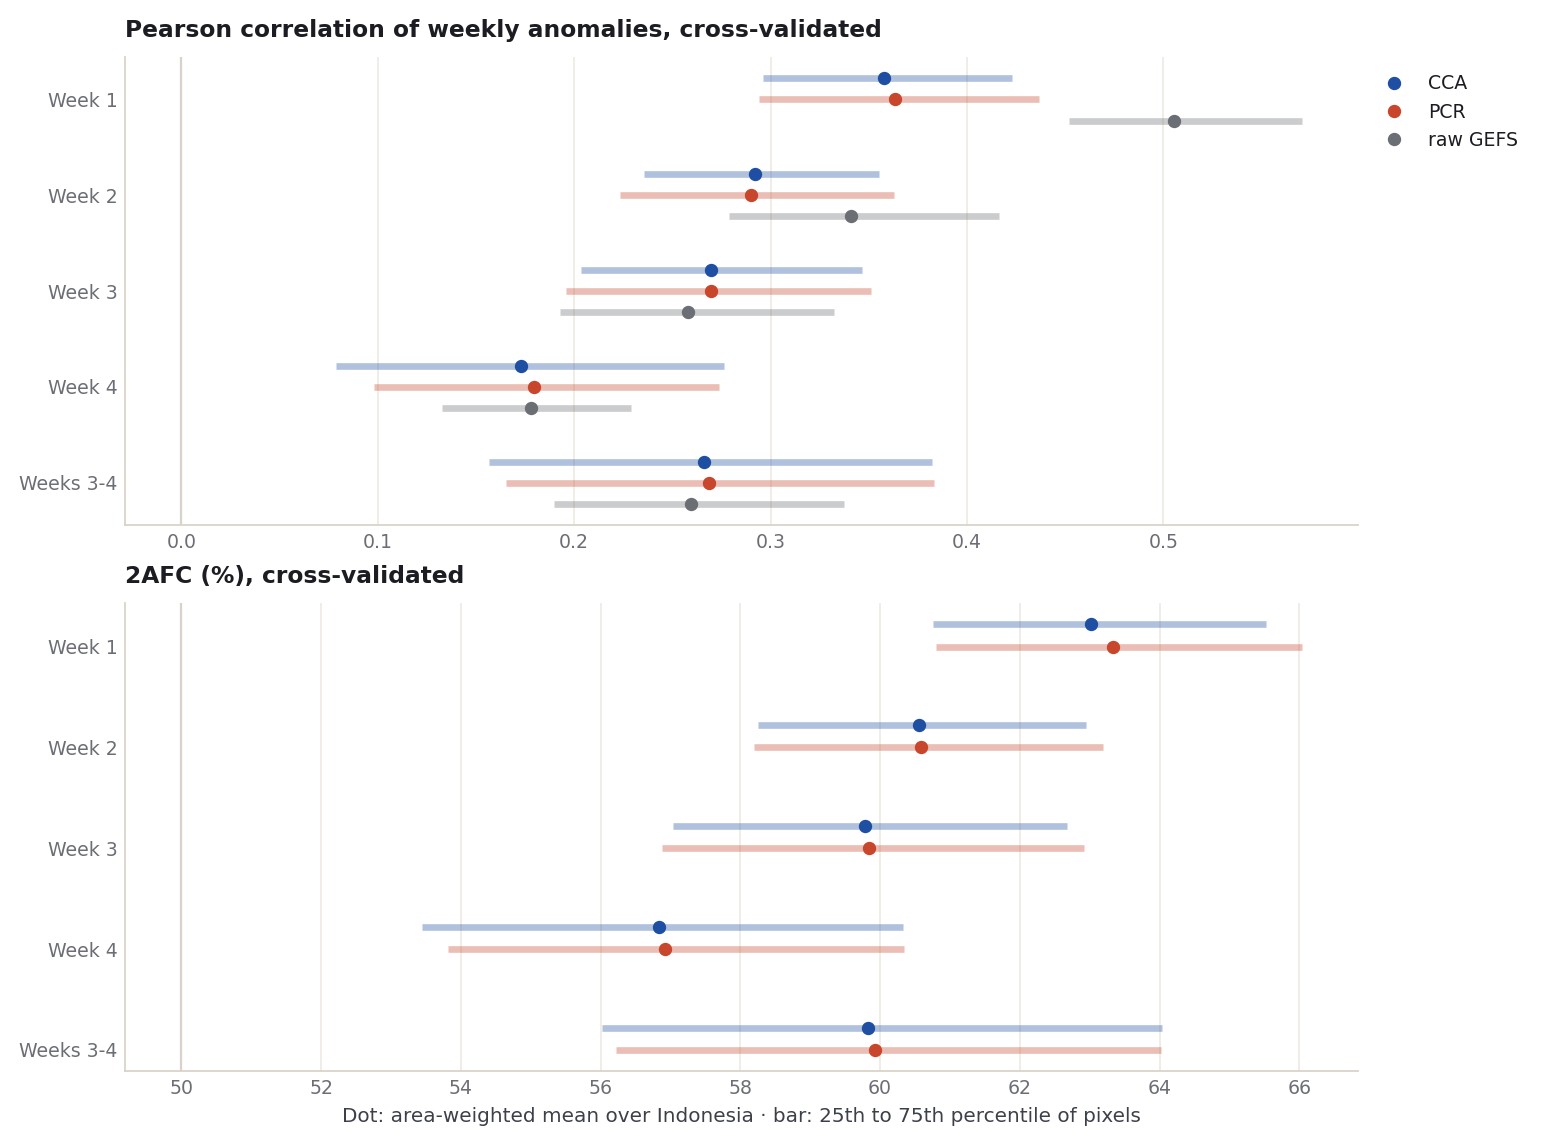 Pearson correlation of weekly anomalies, cross-validated
CCA
PCR
raw GEFS
Week 1
Week 2
Week 3
Week 4
Weeks 3-4
0.0 0.1 0.2 0.3 0.4 0.5
2AFC (%), cross-validated
Week 1
Week 2
Week 3
Week 4
Weeks 3-4
50 52 54 56 58 60 62 64 66
Dot: area-weighted mean over Indonesia · bar: 25th to 75th percentile of pixels